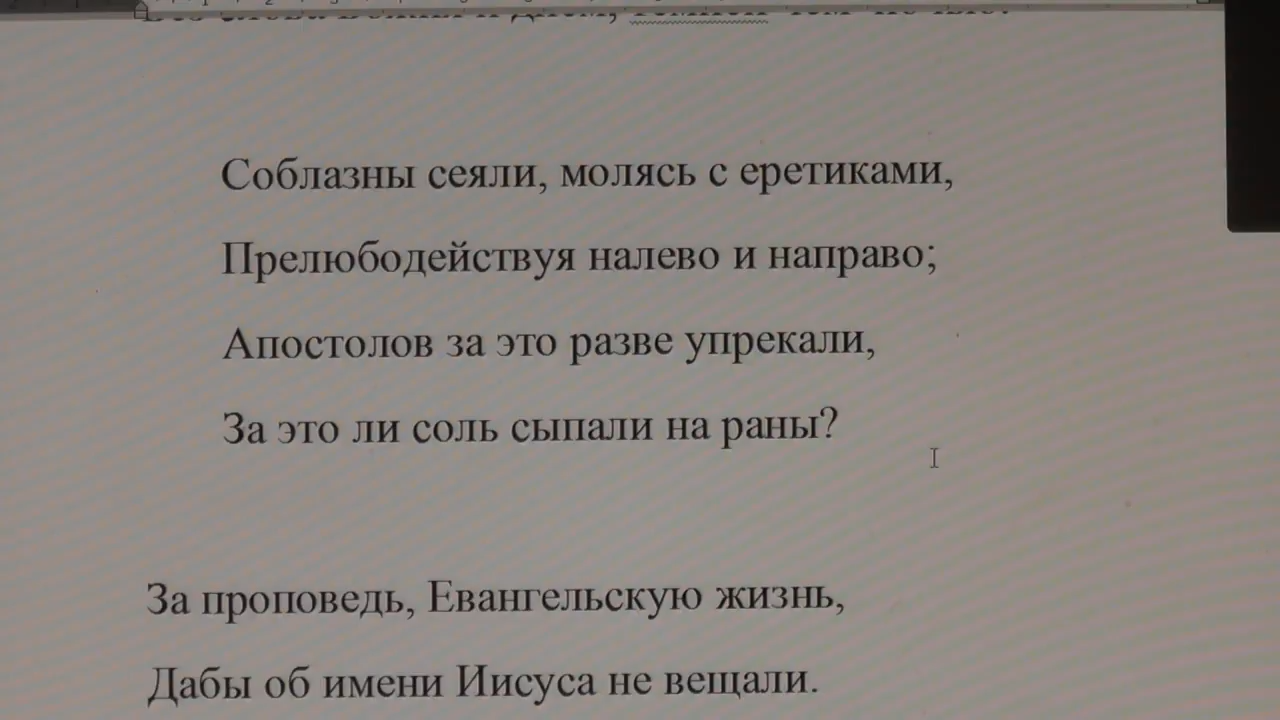 Соблазны сеяли, молясь с еретиками,
Прелюбодействуя налево и направо;
Апостолов за это разве упрекали,
За это ли соль сыпали на раны?
За проповедь, Евангельскую жизнь,
Дабы об имени Иисуса не вещали.